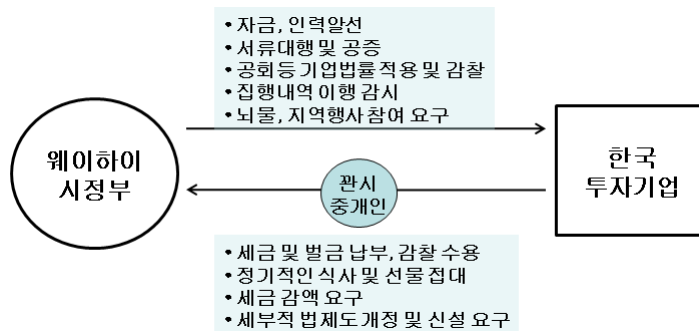 • 자금, 인력알선
• 서류대행 및 공증
• 공회등 기업법률 적용 및 감찰
• 집행내역 이행 감시
• 뇌물, 지역행사 참여 요구
웨이하이
시정부
관시
중개인
한국
투자기업
• 세금 및 벌금 납부, 감찰 수용
• 정기적인 식사 및 선물 접대
• 세금 감액 요구
• 세부적 법제도 개정 및 신설 요구